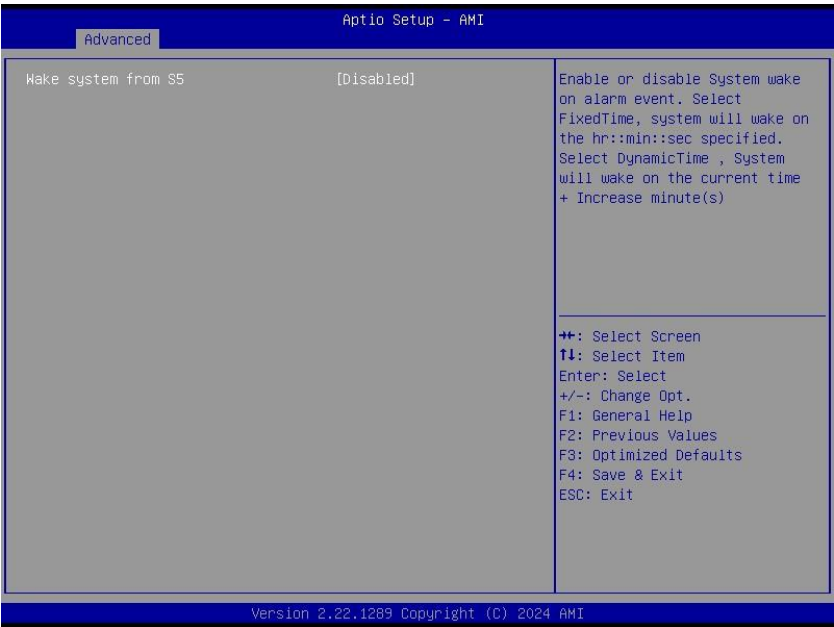 Aptio Setup - AMI
Advanced
Wake system from S5 [Disabled]
Enable or disable System wake
on alarm event. Select
FixedTime, system will wake on
the hr::min::sec specified.
Select DynamicTime , System
will wake on the current time
+ Increase minute(s)
→←: Select Screen
↑↓: Select Item
Enter: Select
+/-: Change Opt.
F1: General Help
F2: Previous Values
F3: Optimized Defaults
F4: Save & Exit
ESC: Exit
Version 2.22.1289 Copyright (C) 2024 AMI